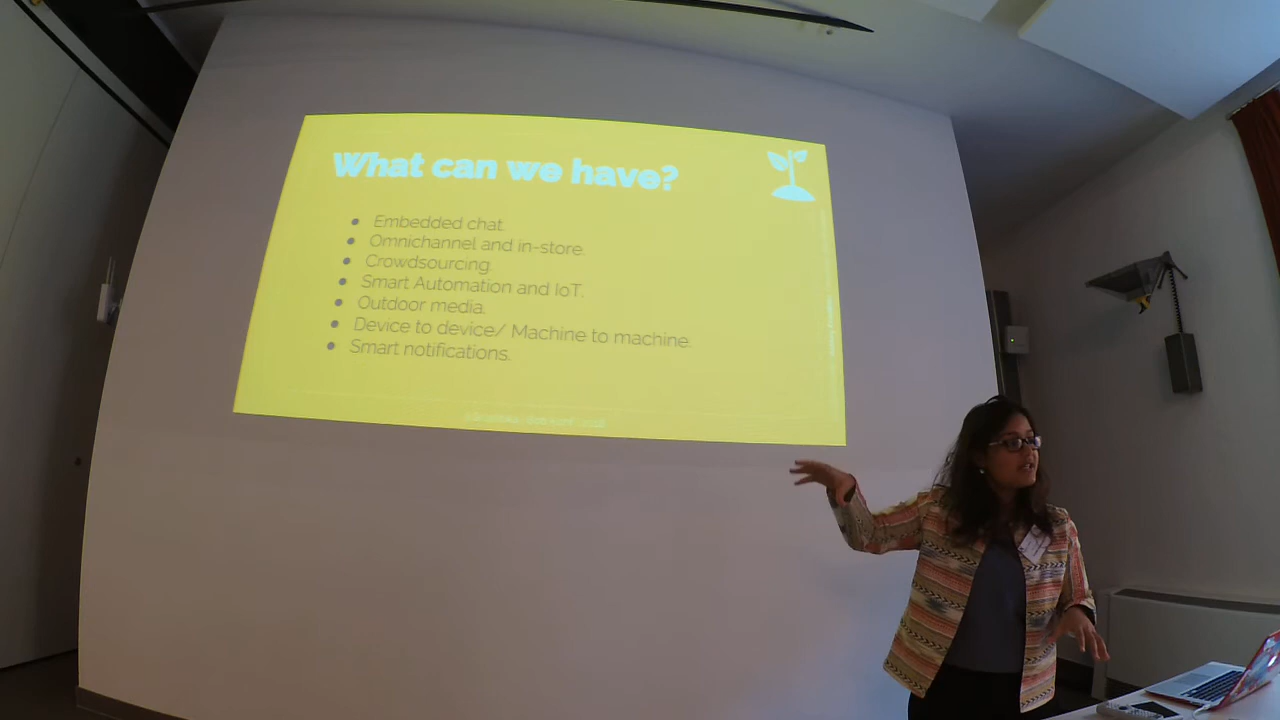 What can we have?
● Embedded chat.
● Omnichannel and in-store.
● Crowdsourcing.
● Smart Automation and IoT.
● Outdoor media.
● Device to device/ Machine to machine.
● Smart notifications.